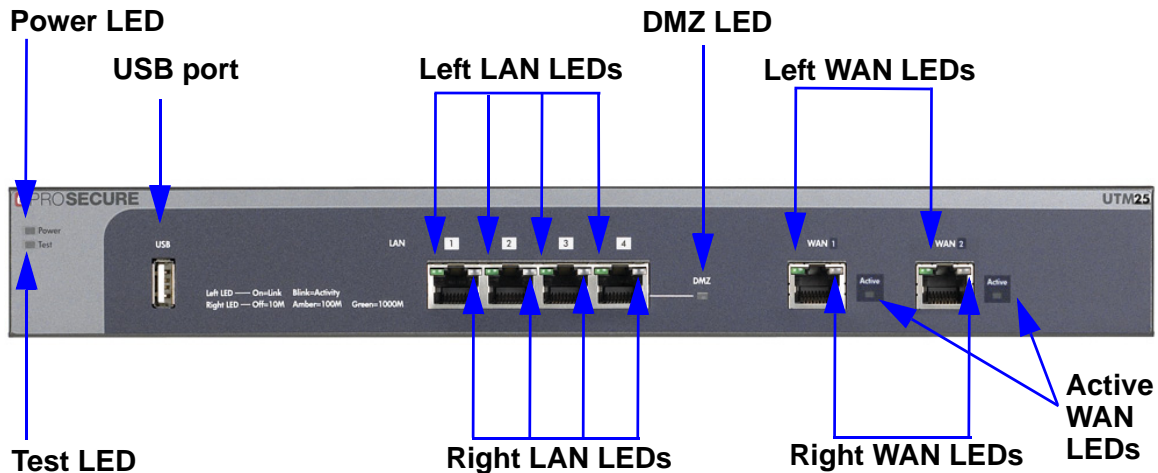 Power LED
DMZ LED
USB port
Left LAN LEDs
Left WAN LEDs
PROSECURE
UTM25
Power
Test
USB
LAN 1 2 3 4
WAN 1
WAN 2
DMZ
Active
Active
Left LED — On=Link Blink=Activity
Right LED — Off=10M Amber=100M Green=1000M
Active
WAN
LEDs
Test LED
Right LAN LEDs
Right WAN LEDs